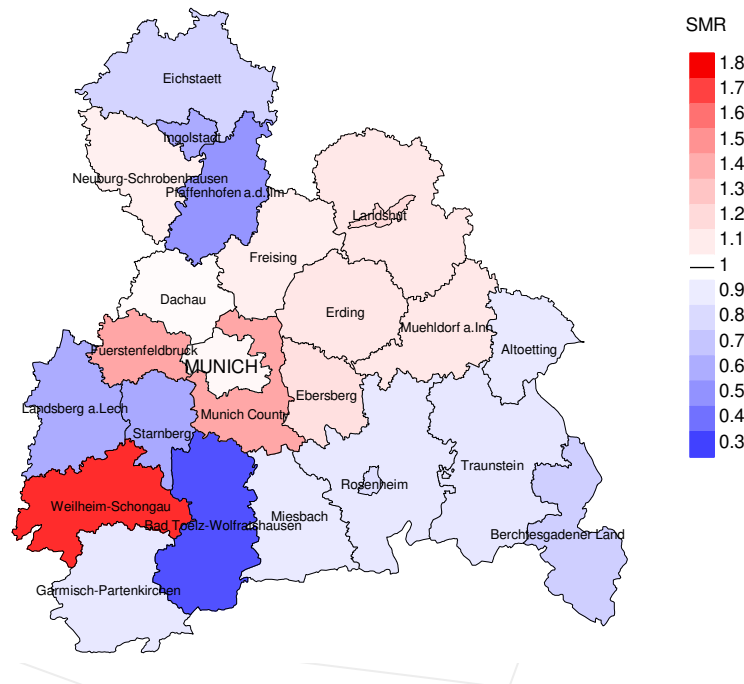 SMR
1.8
1.7
1.6
1.5
1.4
1.3
1.2
1.1
1
0.9
0.8
0.7
0.6
0.5
0.4
0.3
Eichstaett
Ingolstadt
Neuburg-Schrobenhausen
Pfaffenhofen a.d.Ilm
Landshut
Freising
Dachau
Erding
Muehldorf a.Inn
Fuerstenfeldbruck
Altoetting
MUNICH
Ebersberg
Landsberg a.Lech
Munich County
Starnberg
Traunstein
Rosenheim
Weilheim-Schongau
Miesbach
Bad Toelz-Wolfratshausen
Berchtesgadener Land
Garmisch-Partenkirchen